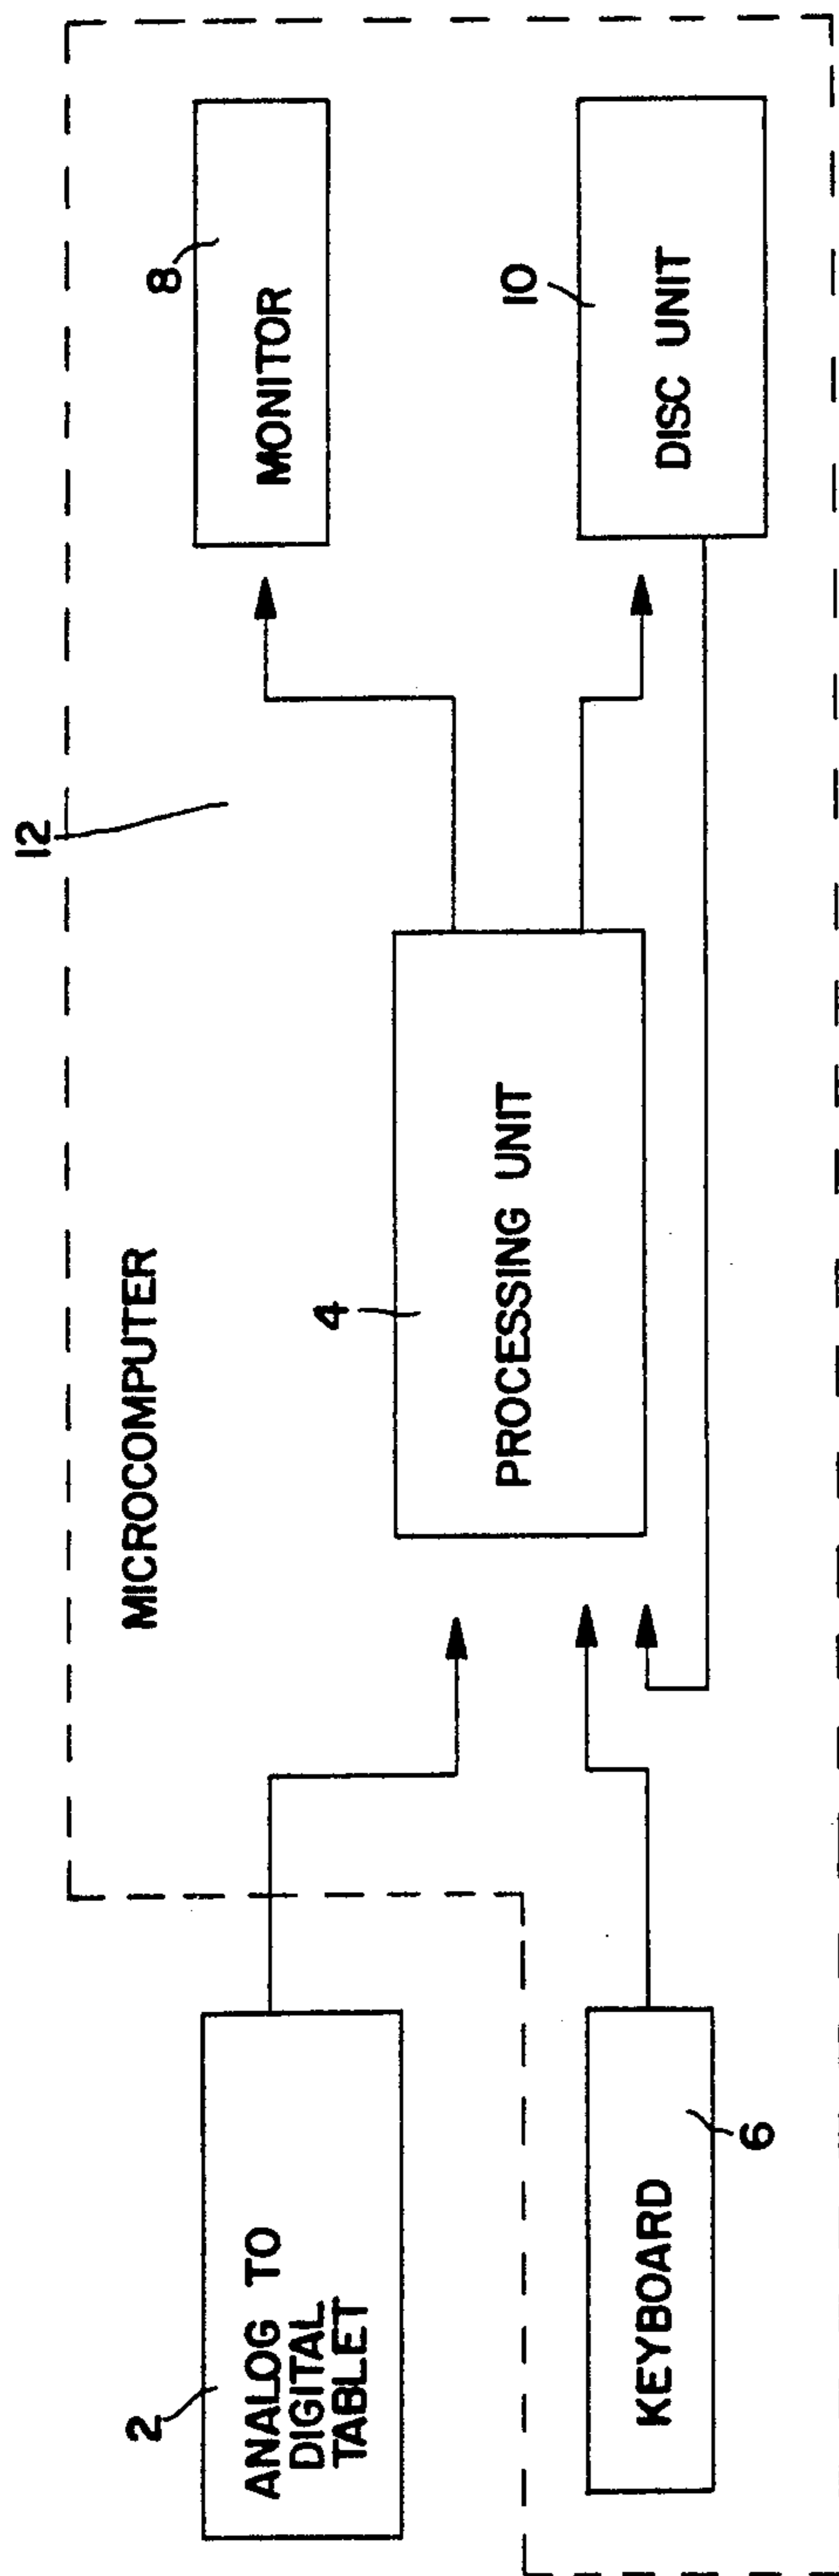 12
MICROCOMPUTER
2
ANALOG TO
DIGITAL
TABLET
4
PROCESSING UNIT
8
MONITOR
KEYBOARD
6
10
DISC UNIT